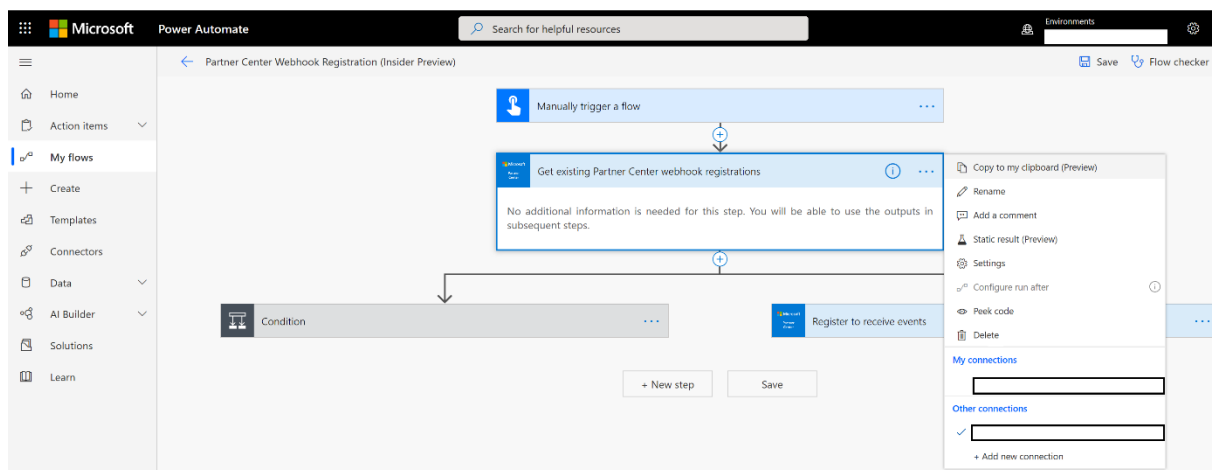 Microsoft
Power Automate
Search for helpful resources
Environments
Partner Center Webhook Registration (Insider Preview)
Save
Flow checker
Home
Action items
My flows
Create
Templates
Connectors
Data
AI Builder
Solutions
Learn
Manually trigger a flow
Get existing Partner Center webhook registrations
No additional information is needed for this step. You will be able to use the outputs in
subsequent steps.
Condition
Register to receive events
+ New step
Save
Copy to my clipboard (Preview)
Rename
Add a comment
Static result (Preview)
Settings
Configure run after
Peek code
Delete
My connections
Other connections
+ Add new connection